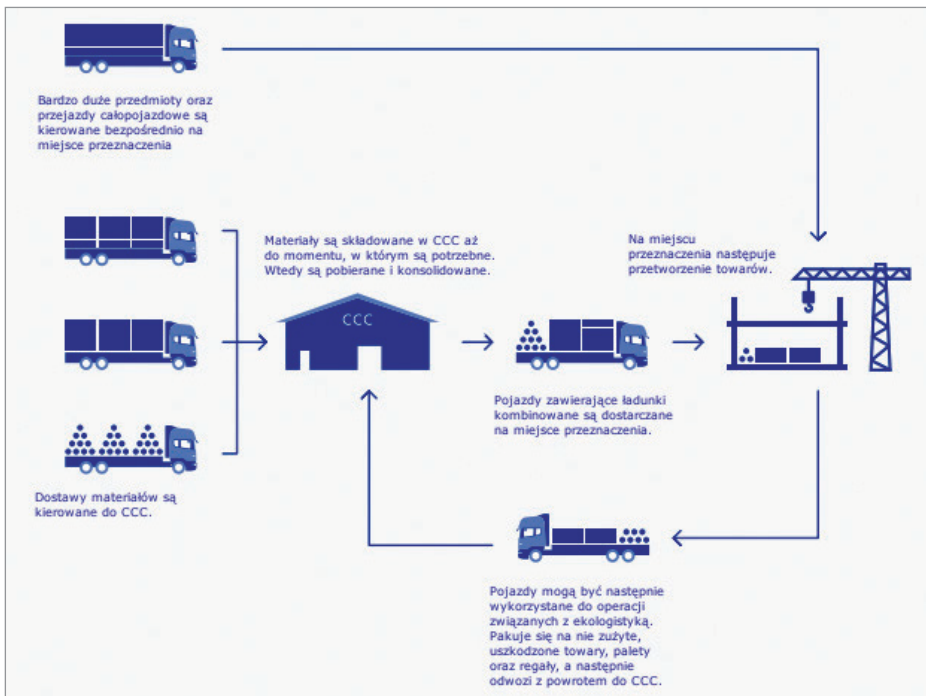 Bardzo duże przedmioty oraz
przejazdy całopojazdowe są
kierowane bezpośrednio na
miejsce przeznaczenia
Materiały są składowane w CCC aż
do momentu, w którym są potrzebne.
Wtedy są pobierane i konsolidowane.
Na miejscu
przeznaczenia następuje
przetworzenie towarów.
CCC
Pojazdy zawierające ładunki
kombinowane są dostarczane
na miejsce przeznaczenia.
Dostawy materiałów są
kierowane do CCC.
Pojazdy mogą być następnie
wykorzystane do operacji
związanych z ekologistyką.
Pakuje się na nie zużyte,
uszkodzone towary, palety
oraz regały, a następnie
odwozi z powrotem do CCC.